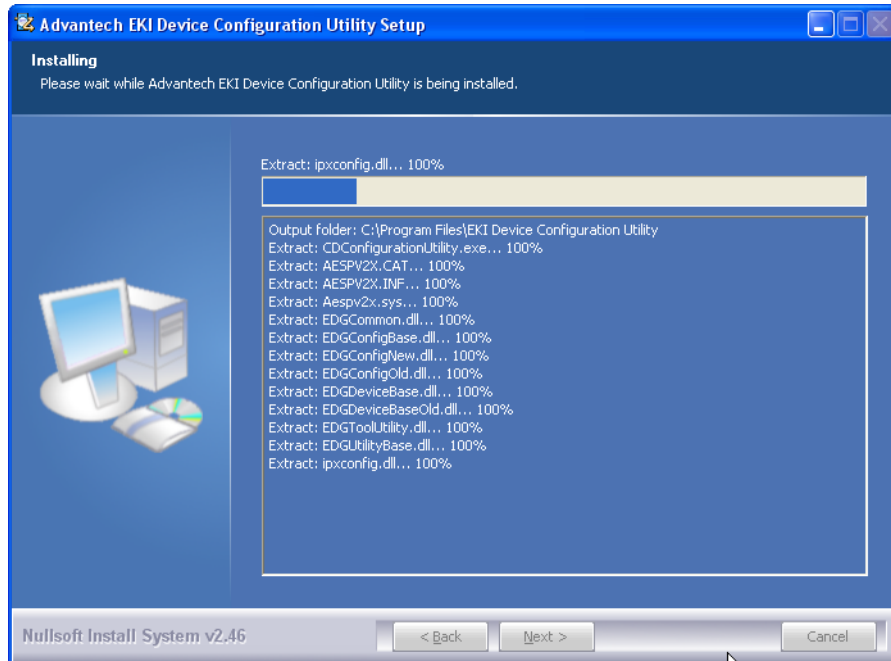 Advantech EKI Device Configuration Utility Setup
Installing
Please wait while Advantech EKI Device Configuration Utility is being installed.
Extract: ipxconfig.dll... 100%
Output folder: C:\Program Files\EKI Device Configuration Utility
Extract: CDConfigurationUtility.exe... 100%
Extract: AESPV2X.CAT... 100%
Extract: AESPV2X.INF... 100%
Extract: Aespv2x.sys... 100%
Extract: EDGCommon.dll... 100%
Extract: EDGConfigBase.dll... 100%
Extract: EDGConfigNew.dll... 100%
Extract: EDGConfigOld.dll... 100%
Extract: EDGDeviceBase.dll... 100%
Extract: EDGDeviceBaseOld.dll... 100%
Extract: EDGToolUtility.dll... 100%
Extract: EDGUtilityBase.dll... 100%
Extract: ipxconfig.dll... 100%
Nullsoft Install System v2.46
< Back
Next >
Cancel